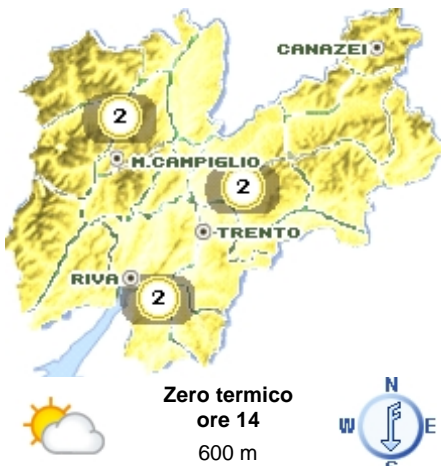 CANAZEI
2
M.CAMPIGLIO
2
TRENTO
RIVA
2
Zero termico
ore 14
600 m
N
W E
S